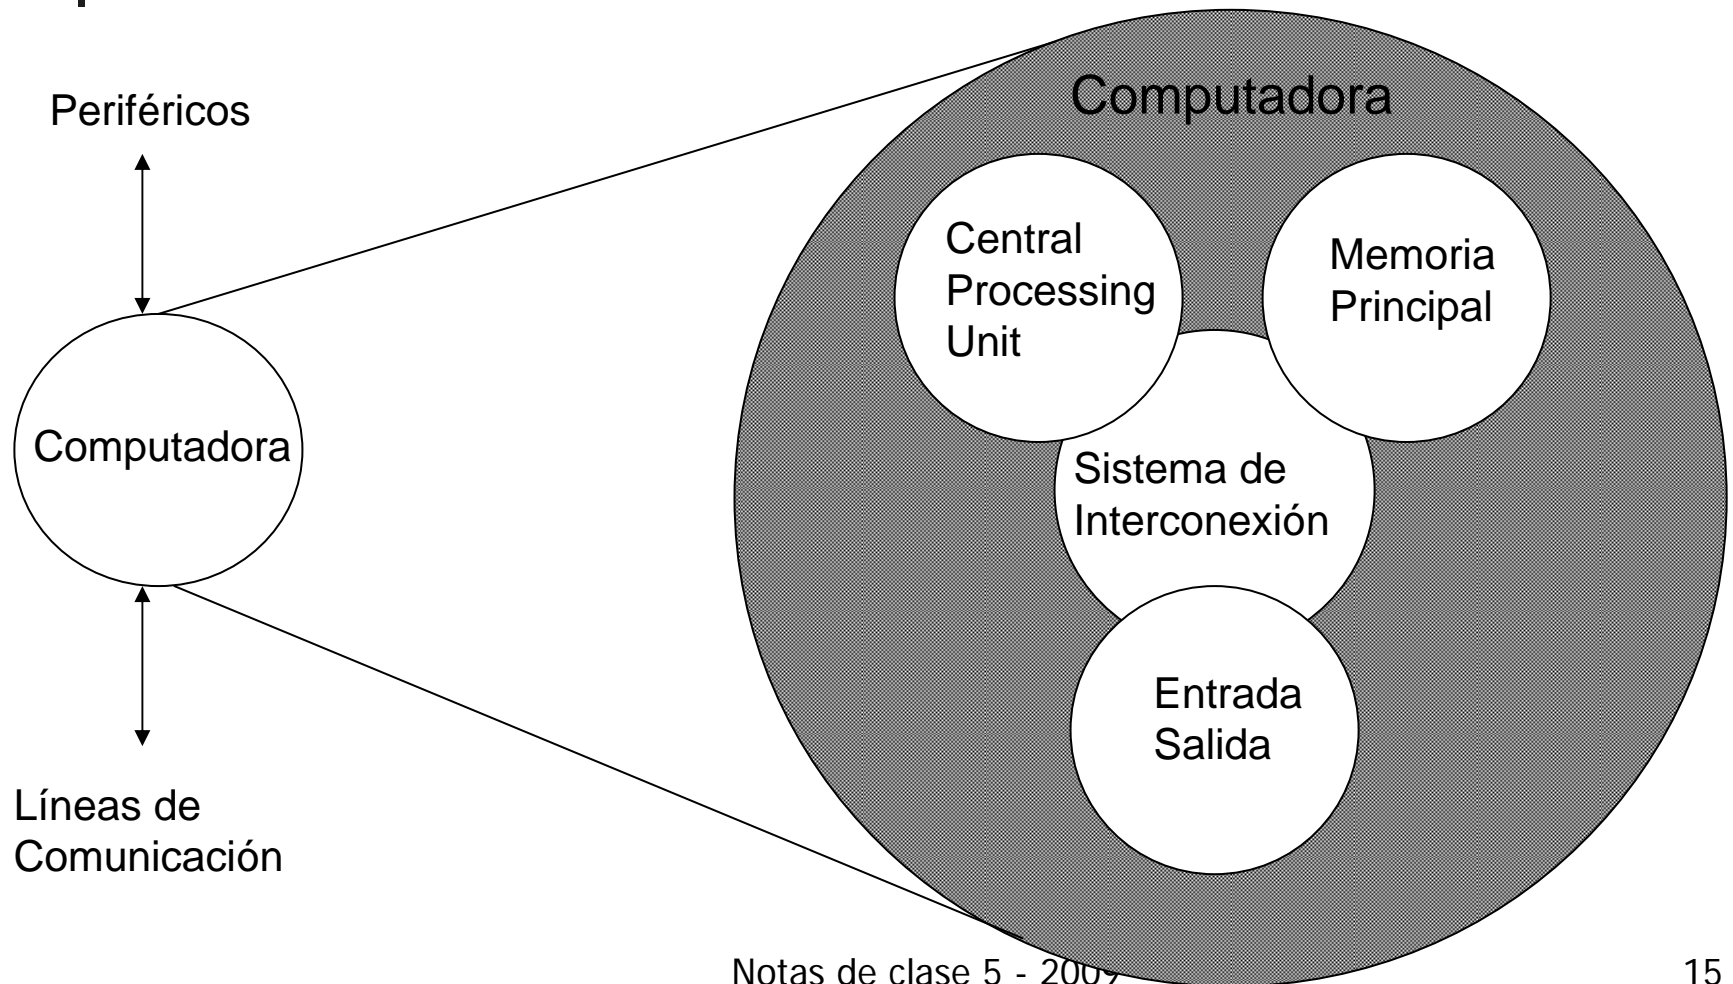 Periféricos
Computadora
Líneas de
Comunicación
Computadora
Central
Processing
Unit
Memoria
Principal
Sistema de
Interconexión
Entrada
Salida
Notas de clase 5 - 2009
15